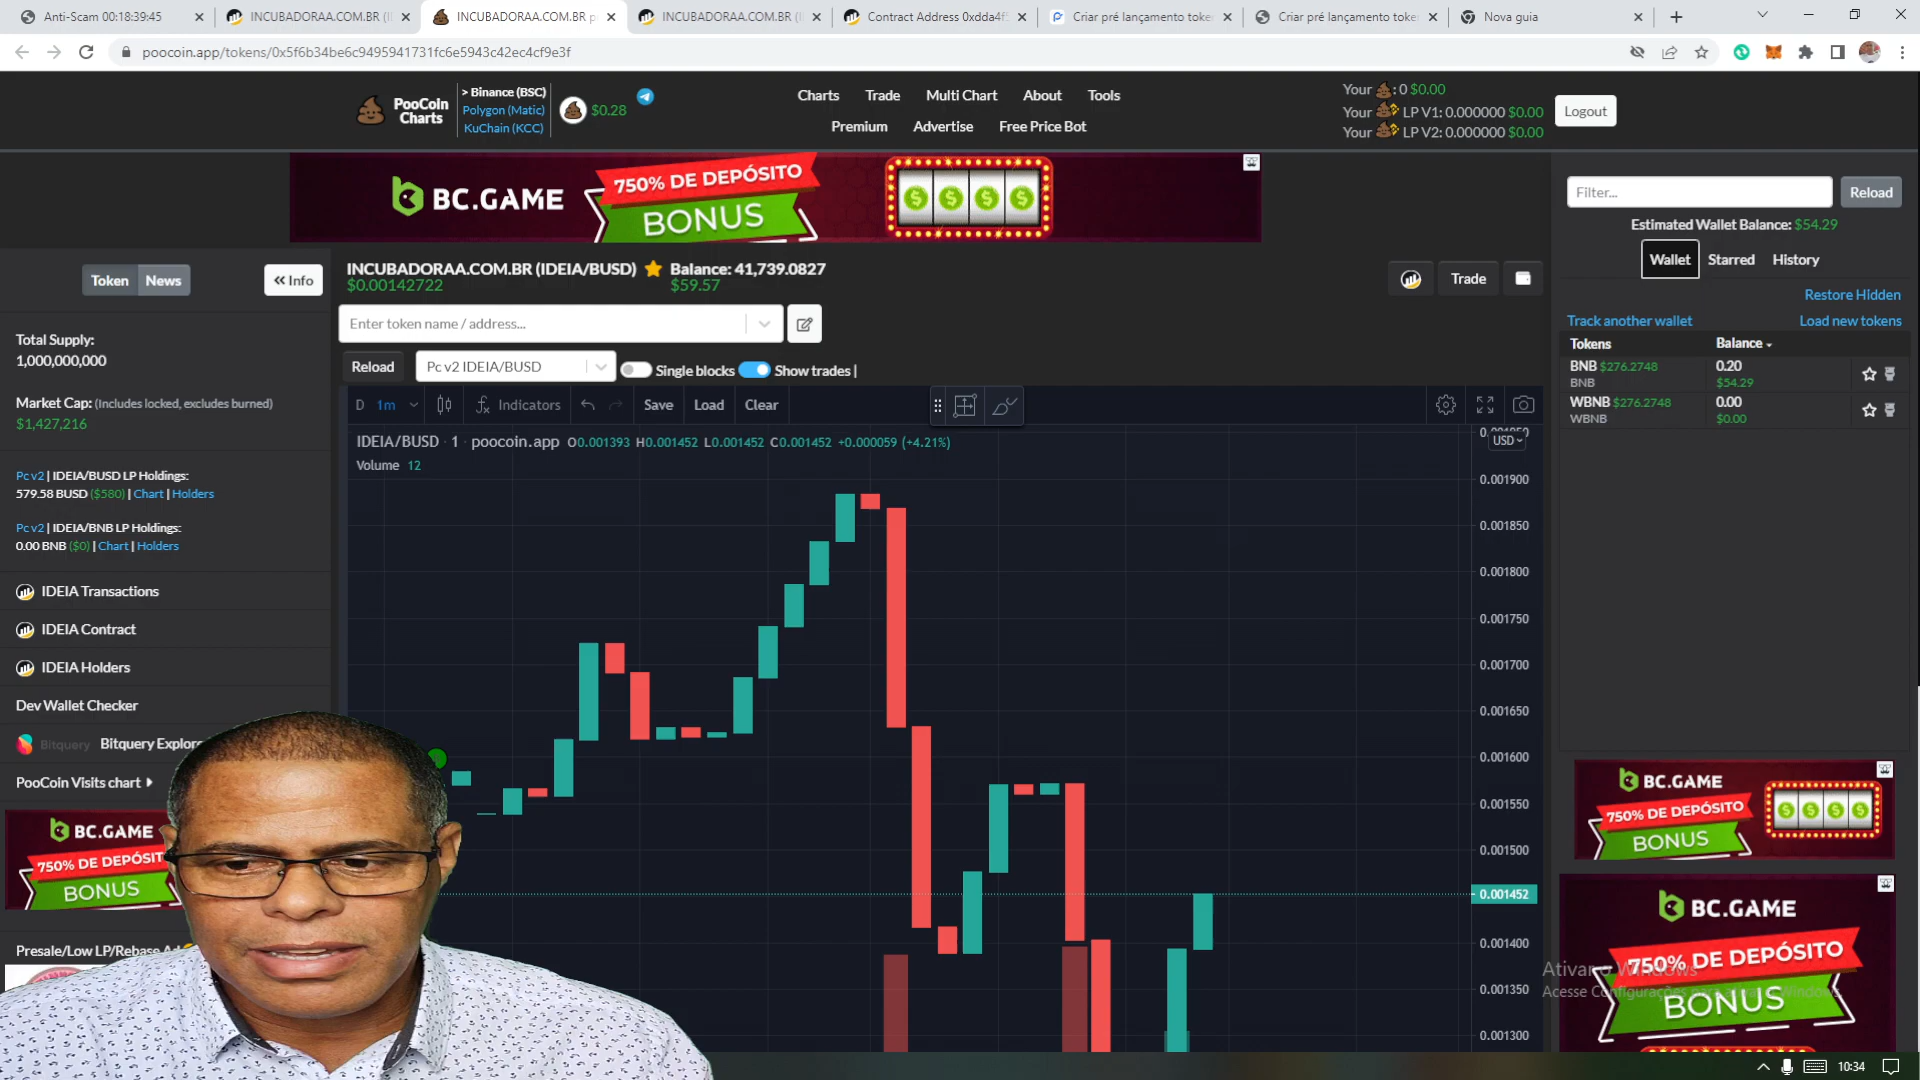 Anti-Scam 00:18:39:45
INCUBADORAA.COM.BR (I
INCUBADORAA.COM.BR p
INCUBADORAA.COM.BR (I
Contract Address 0xdda4f
Criar pré lançamento toke
Criar pré lançamento toke
Nova guia
poocoin.app/tokens/0x5f6b34be6c9495941731fc6e5943c42ec4cf9e3f
PooCoin
Charts
> Binance (BSC)
Polygon (Matic)
KuChain (KCC)
$0.28
Charts
Trade
Multi Chart
About
Tools
Premium
Advertise
Free Price Bot
Your : 0 $0.00
Your LP V1: 0.000000 $0.00
Your LP V2: 0.000000 $0.00
Logout
BC.GAME
750% DE DEPÓSITO
BONUS
Filter...
Reload
Estimated Wallet Balance: $54.29
Wallet
Starred
History
Restore Hidden
Track another wallet
Load new tokens
Tokens
Balance
BNB $276.2748
0.20
BNB
$54.29
WBNB $276.2748
0.00
WBNB
$0.00
Token
News
Info
Total Supply:
1,000,000,000
Market Cap: (Includes locked, excludes burned)
$1,427,216
Pc v2 | IDEIA/BUSD LP Holdings:
579.58 BUSD ($580) | Chart | Holders
Pc v2 | IDEIA/BNB LP Holdings:
0.00 BNB ($0) | Chart | Holders
IDEIA Transactions
IDEIA Contract
IDEIA Holders
Dev Wallet Checker
Bitquery
Bitquery Explor
PooCoin Visits chart
BC.GAME
750% DE DEPÓSIT
BONUS
Presale/Low LP/Rebase Ad
INCUBADORAA.COM.BR (IDEIA/BUSD)
Balance: 41,739.0827
$0.00142722
$59.57
Trade
Enter token name / address...
Reload
Pc v2 IDEIA/BUSD
Single blocks
Show trades |
D
1m
Indicators
Save
Load
Clear
IDEIA/BUSD · 1 · poocoin.app O0.001393 H0.001452 L0.001452 C0.001452 +0.000059 (+4.21%)
Volume 12
USD
0.001900
0.001850
0.001800
0.001750
0.001700
0.001650
0.001600
0.001550
0.001500
0.001452
0.001400
0.001350
0.001300
BC.GAME
750% DE DEPÓSITO
BONUS
BC.GAME
750% DE DEPÓSITO
BONUS
10:34